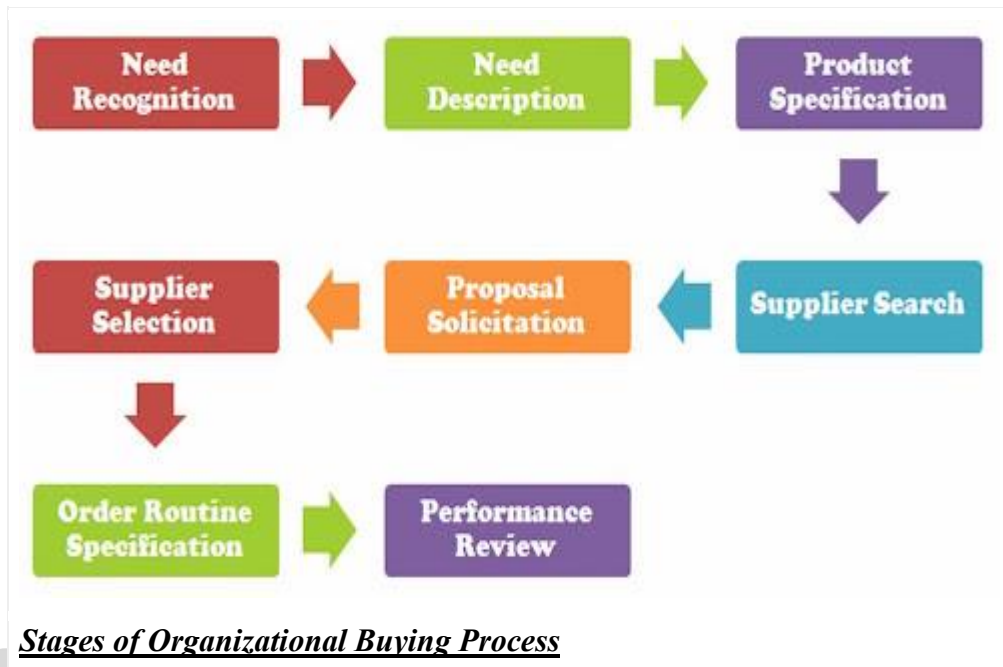 Need
Recognition
Need
Description
Product
Specification
Supplier Search
Proposal
Solicitation
Supplier
Selection
Order Routine
Specification
Performance
Review
Stages of Organizational Buying Process